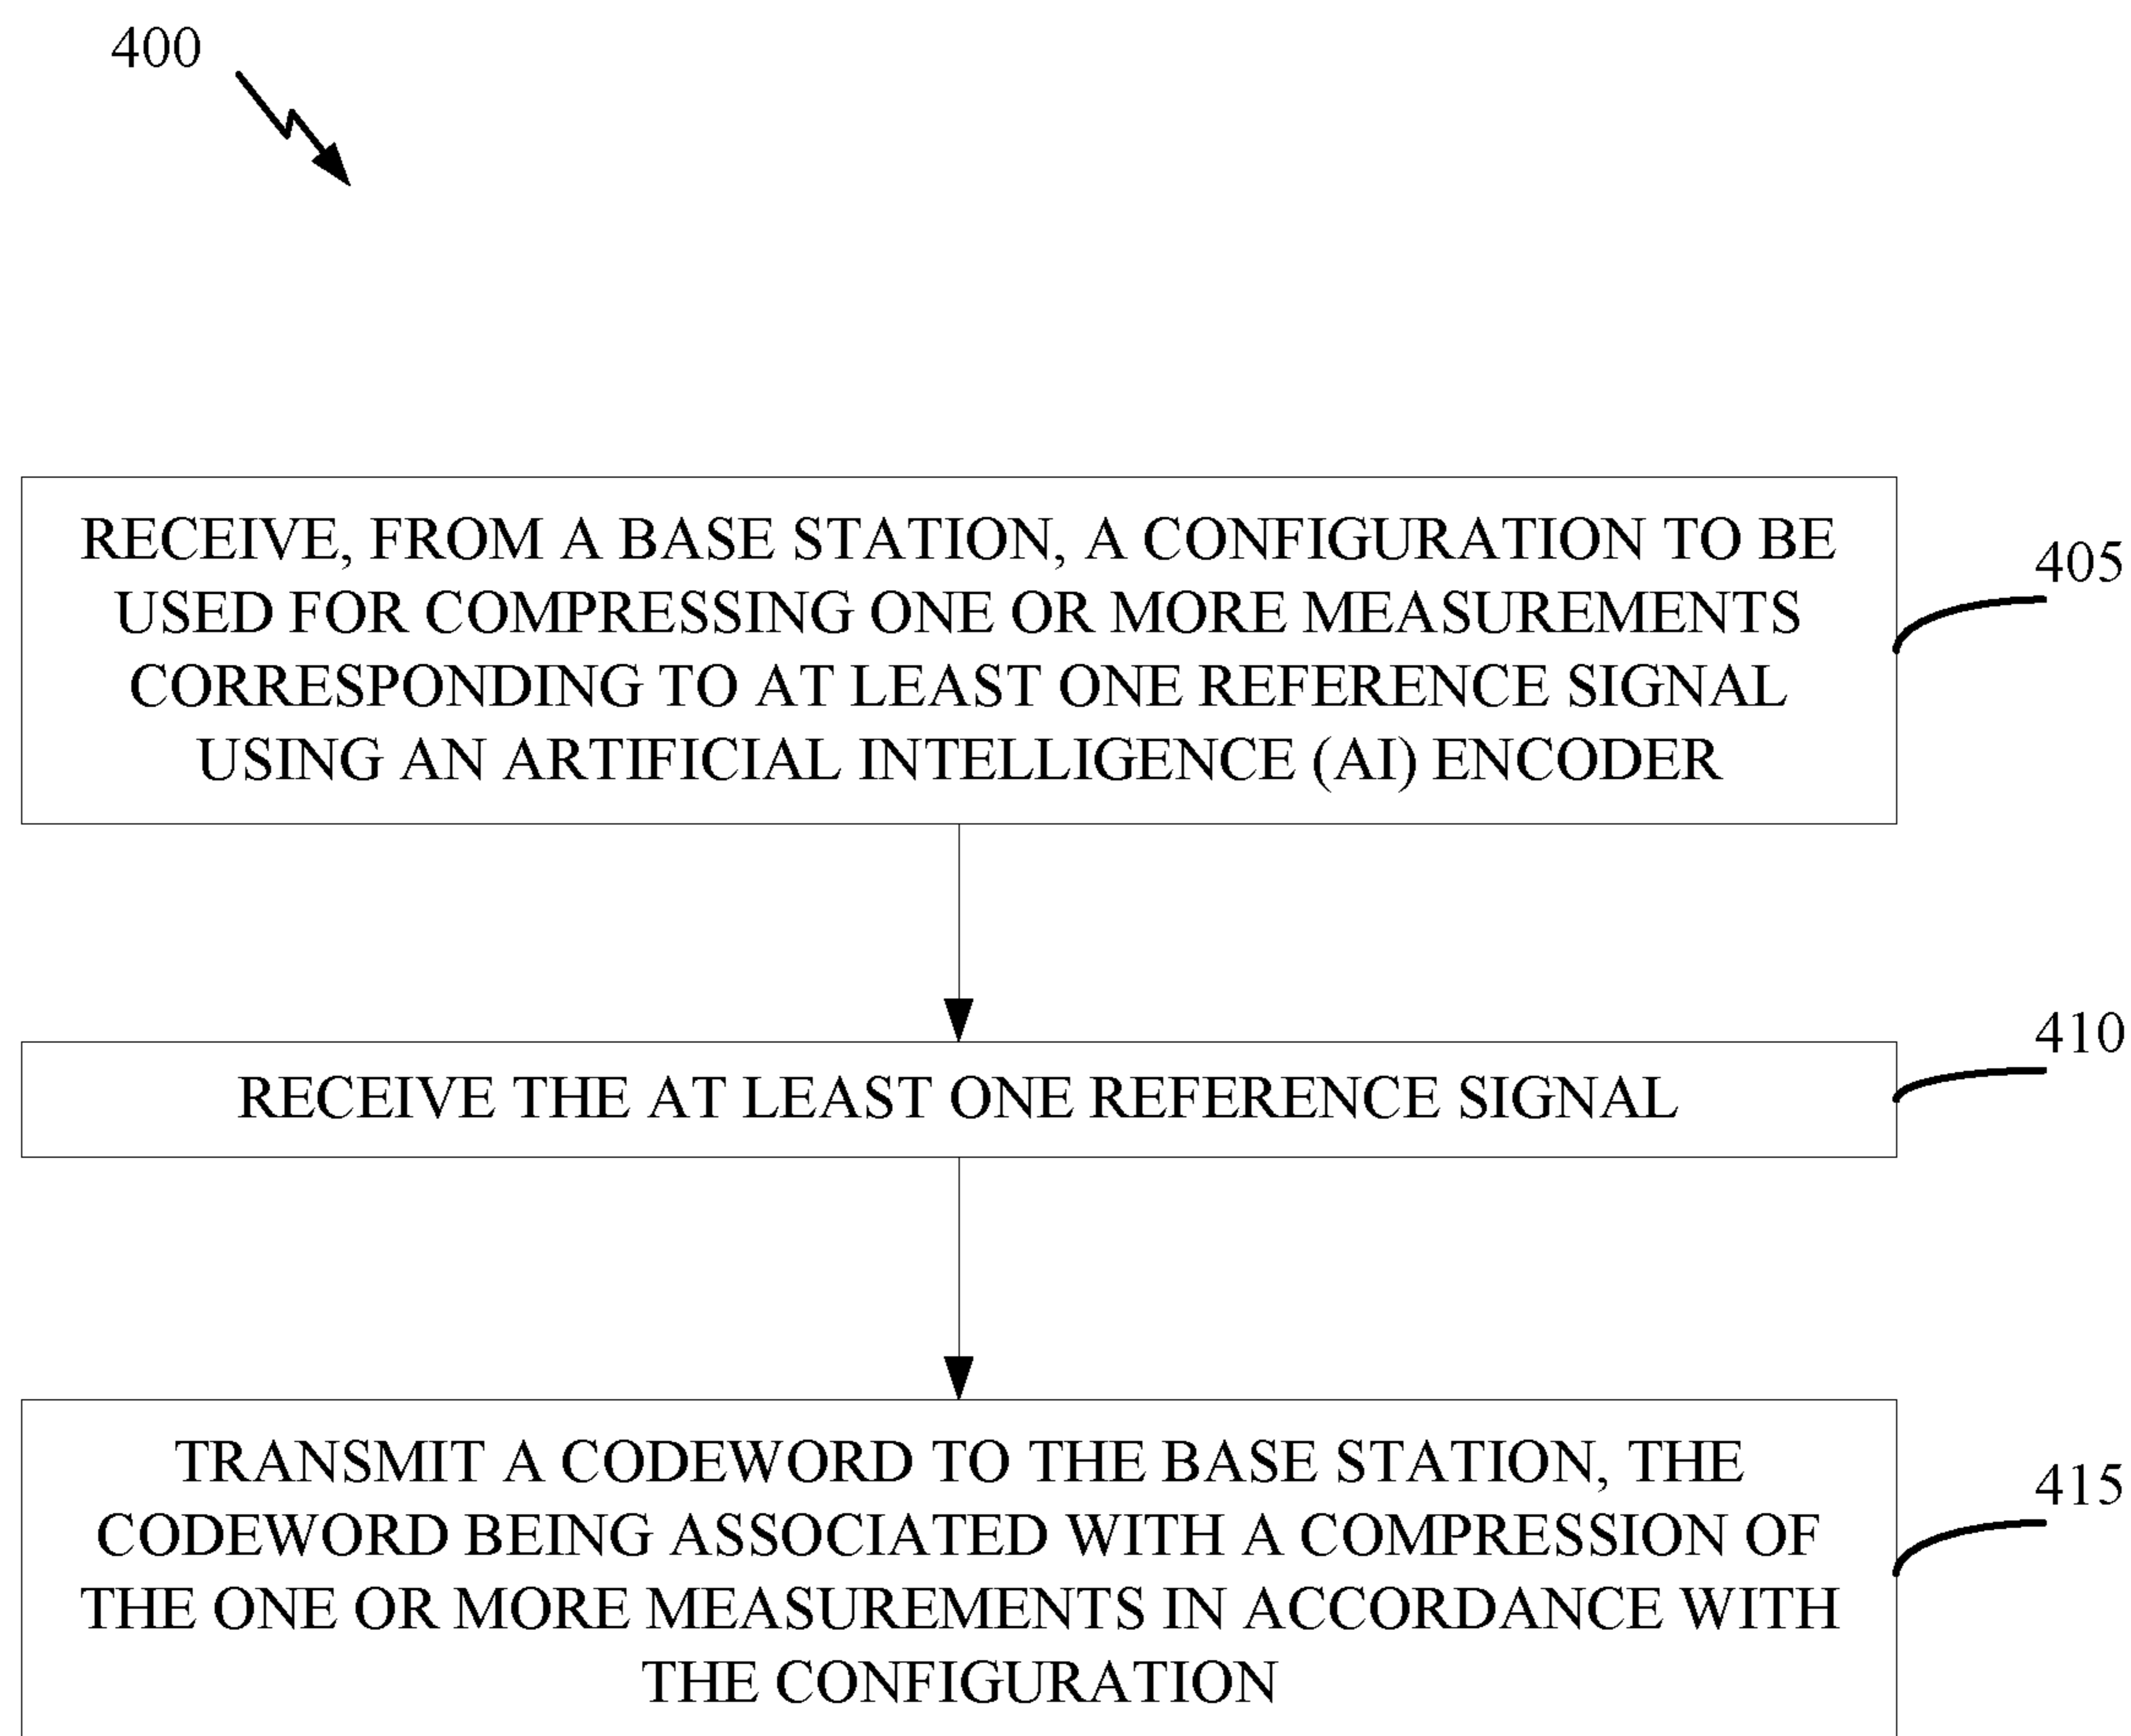 400
RECEIVE, FROM A BASE STATION, A CONFIGURATION TO BE
USED FOR COMPRESSING ONE OR MORE MEASUREMENTS
CORRESPONDING TO AT LEAST ONE REFERENCE SIGNAL
USING AN ARTIFICIAL INTELLIGENCE (AI) ENCODER
405
RECEIVE THE AT LEAST ONE REFERENCE SIGNAL
410
TRANSMIT A CODEWORD TO THE BASE STATION, THE
CODEWORD BEING ASSOCIATED WITH A COMPRESSION OF
THE ONE OR MORE MEASUREMENTS IN ACCORDANCE WITH
THE CONFIGURATION
415